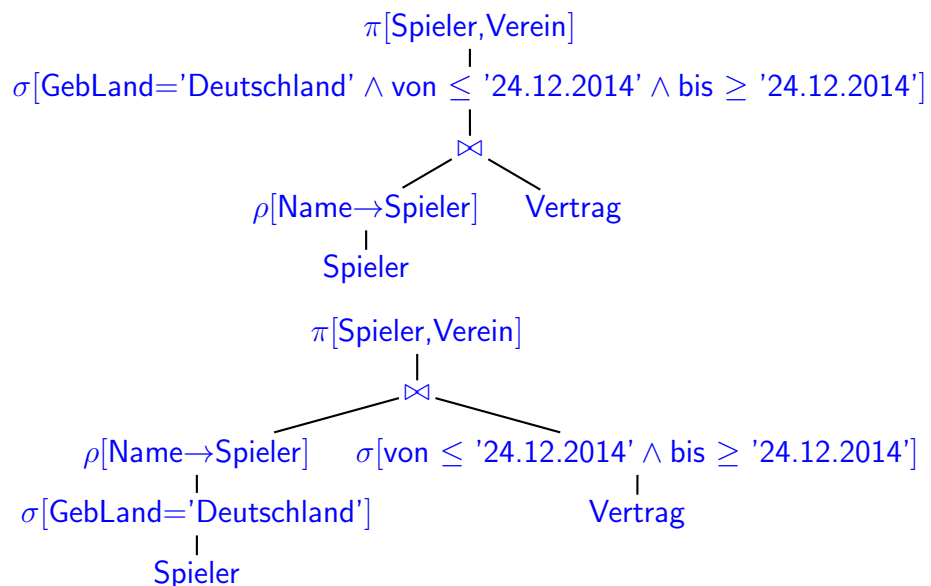 π[Spieler,Verein]
σ[GebLand='Deutschland' ∧ von ≤ '24.12.2014' ∧ bis ≥ '24.12.2014']
⋈
ρ[Name→Spieler] Vertrag
Spieler
π[Spieler,Verein]
⋈
ρ[Name→Spieler] σ[von ≤ '24.12.2014' ∧ bis ≥ '24.12.2014']
σ[GebLand='Deutschland'] Vertrag
Spieler